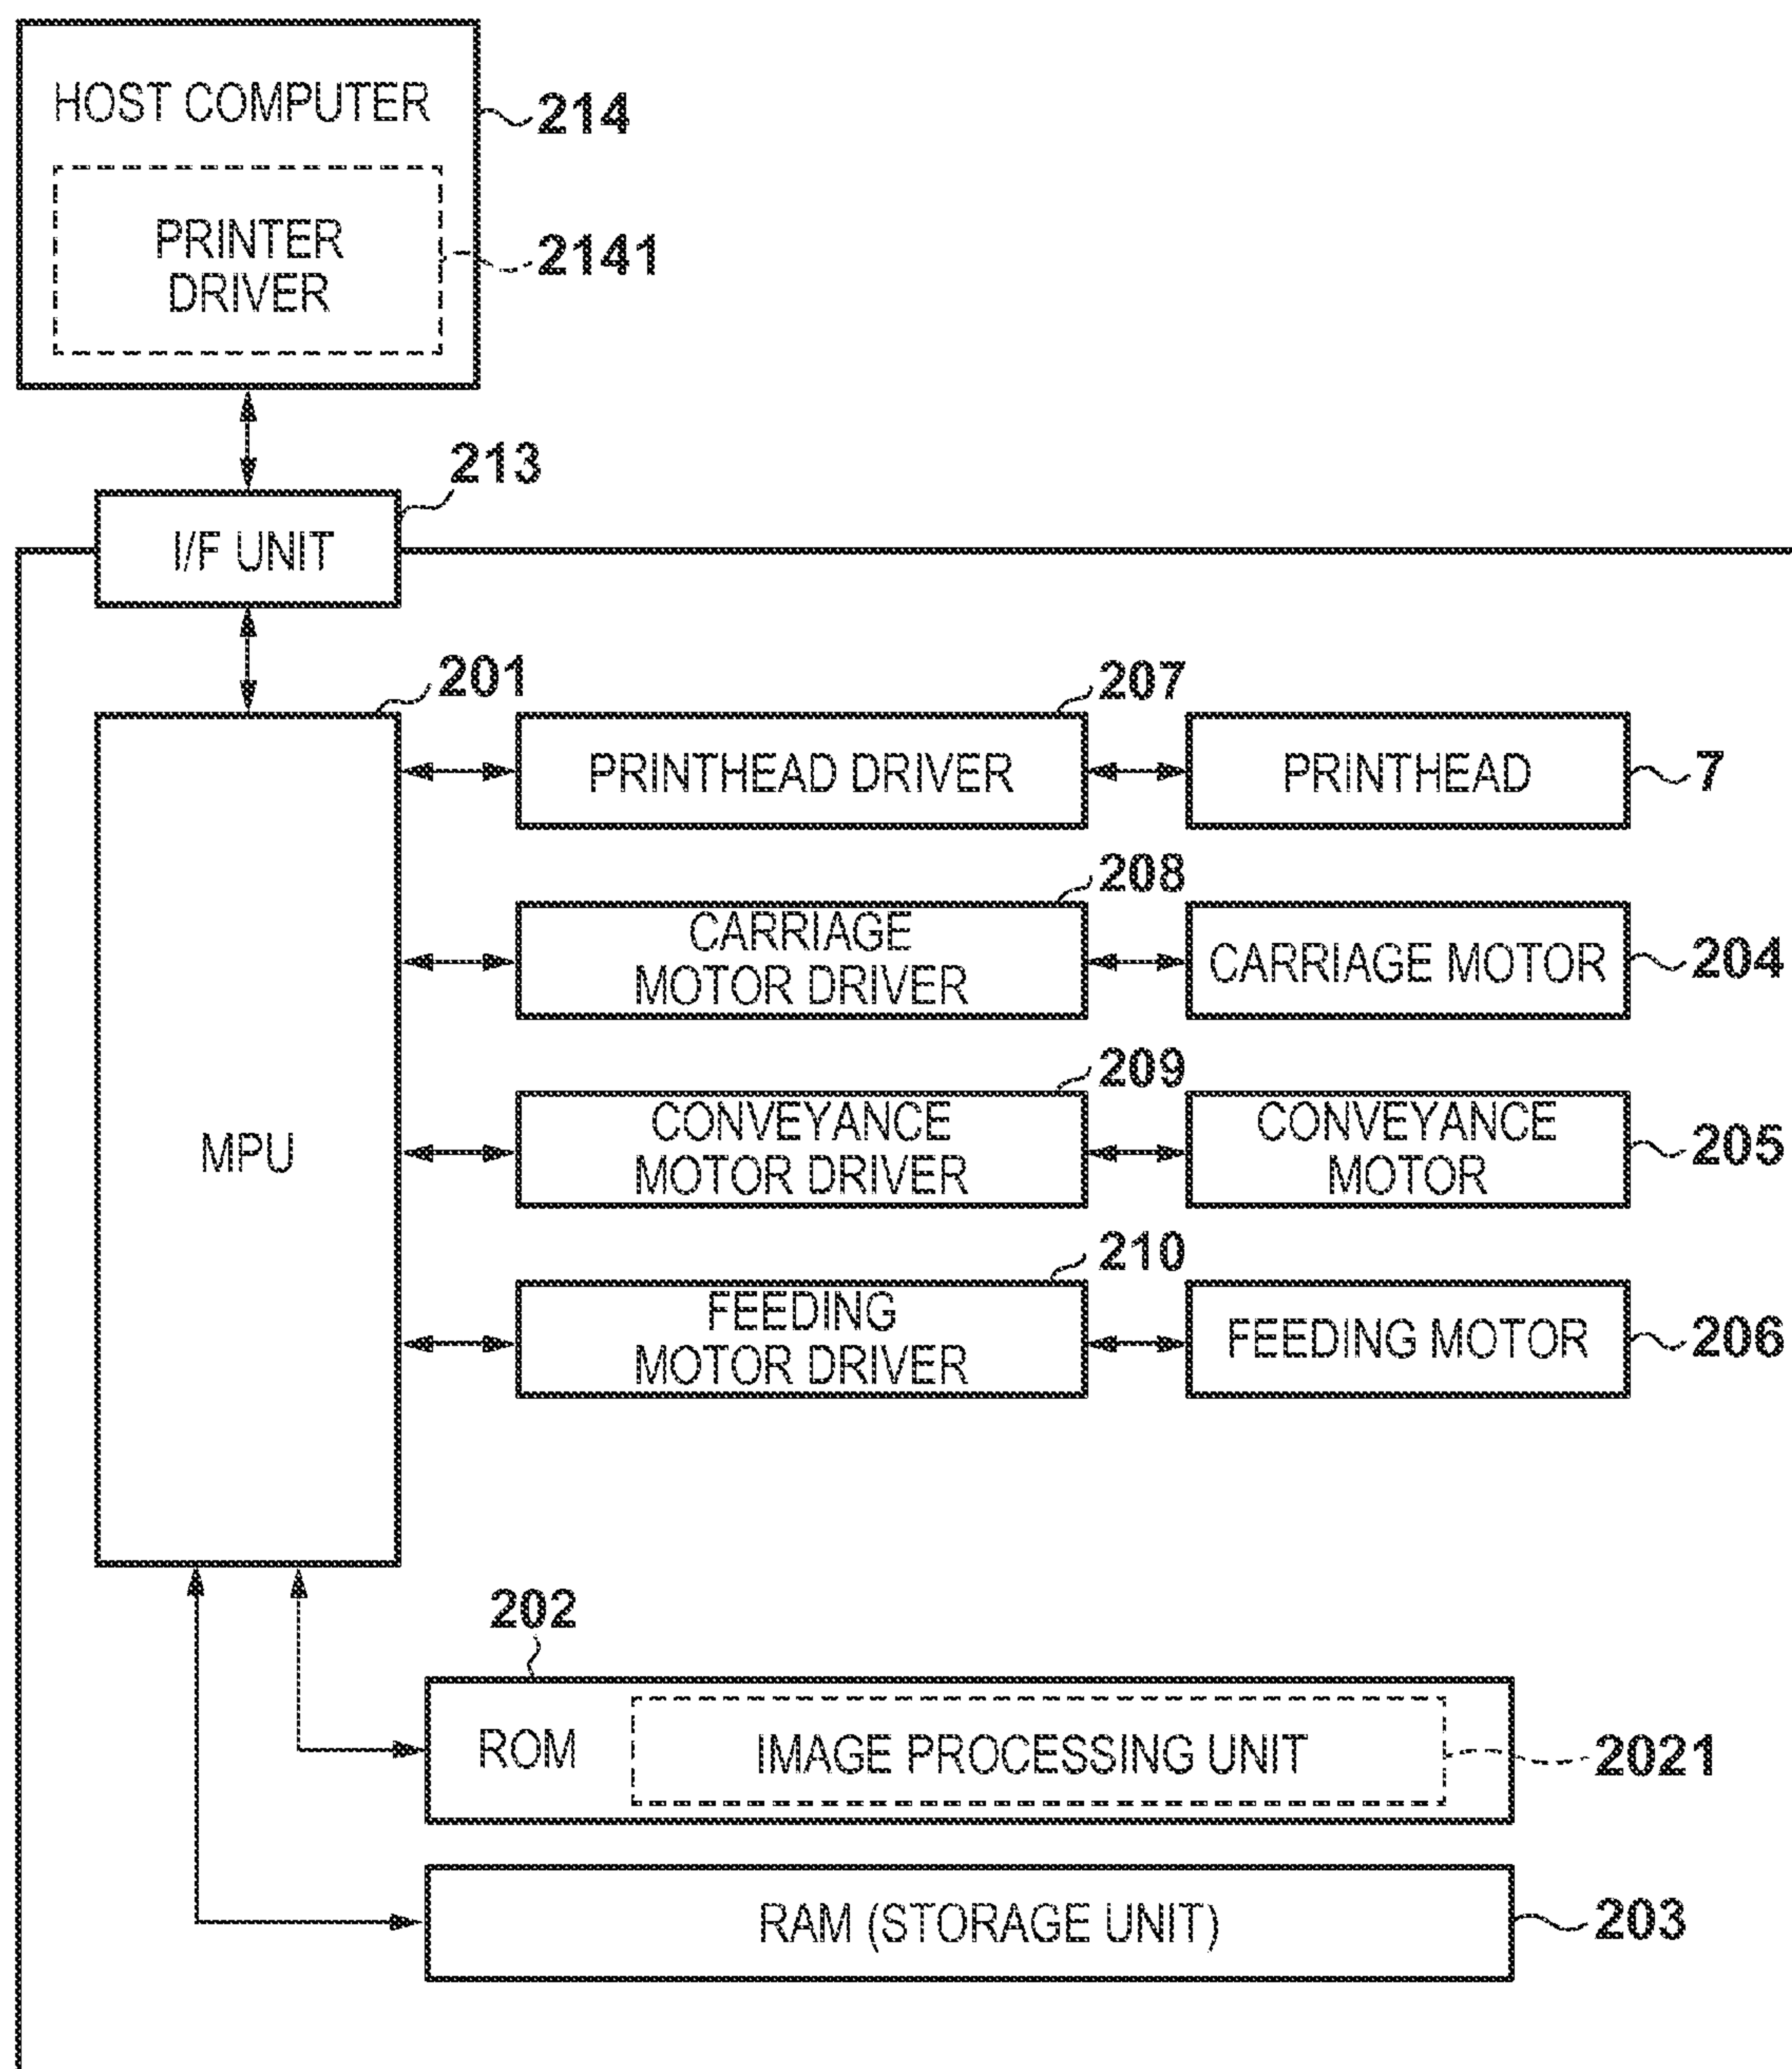 HOST COMPUTER
214
PRINTER
DRIVER
2141
213
I/F UNIT
201
207
PRINTHEAD DRIVER
PRINTHEAD
7
208
CARRIAGE
MOTOR DRIVER
CARRIAGE MOTOR
204
209
CONVEYANCE
MOTOR DRIVER
CONVEYANCE
MOTOR
205
MPU
210
FEEDING
MOTOR DRIVER
FEEDING MOTOR
206
202
ROM
IMAGE PROCESSING UNIT
2021
RAM (STORAGE UNIT)
203